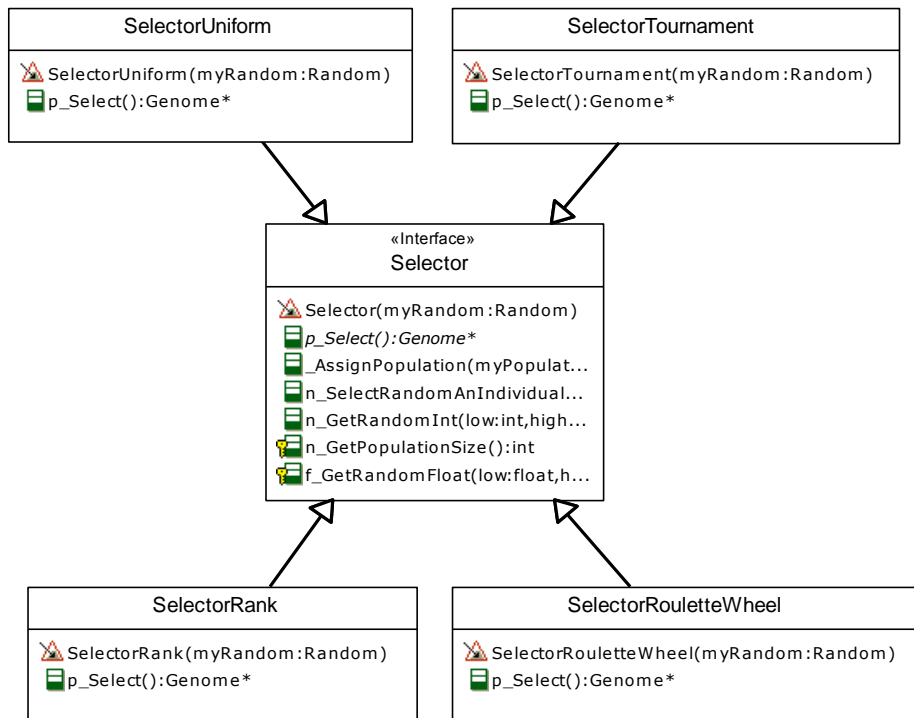 SelectorUniform
SelectorUniform(myRandom:Random)
p_Select():Genome*
SelectorTournament
SelectorTournament(myRandom:Random)
p_Select():Genome*
«Interface»
Selector
Selector(myRandom:Random)
p_Select():Genome*
_AssignPopulation(myPopulat...
n_SelectRandomAnIndividual...
n_GetRandomInt(low:int,high...
n_GetPopulationSize():int
f_GetRandomFloat(low:float,h...
SelectorRank
SelectorRank(myRandom:Random)
p_Select():Genome*
SelectorRouletteWheel
SelectorRouletteWheel(myRandom:Random)
p_Select():Genome*